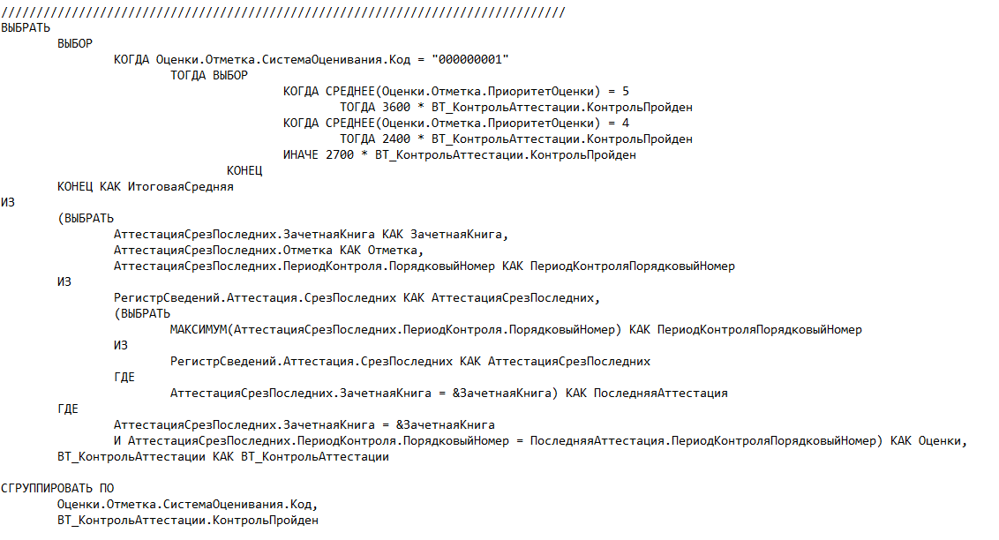 ////////////////////////////////////////////////////////////////////////////////
ВЫБРАТЬ
ВЫБОР
КОГДА Оценки.Отметка.СистемаОценивания.Код = "000000001"
ТОГДА ВЫБОР
КОГДА СРЕДНЕЕ(Оценки.Отметка.ПриоритетОценки) = 5
ТОГДА 3600 * ВТ_КонтрольАттестации.КонтрольПройден
КОГДА СРЕДНЕЕ(Оценки.Отметка.ПриоритетОценки) = 4
ТОГДА 2400 * ВТ_КонтрольАттестации.КонтрольПройден
ИНАЧЕ 2700 * ВТ_КонтрольАттестации.КонтрольПройден
КОНЕЦ
КОНЕЦ КАК ИтоговаяСредняя
ИЗ
(ВЫБРАТЬ
АттестацияСрезПоследних.ЗачетнаяКнига КАК ЗачетнаяКнига,
АттестацияСрезПоследних.Отметка КАК Отметка,
АттестацияСрезПоследних.ПериодКонтроля.ПорядковыйНомер КАК ПериодКонтроляПорядковыйНомер
ИЗ
РегистрСведений.Аттестация.СрезПоследних КАК АттестацияСрезПоследних,
(ВЫБРАТЬ
МАКСИМУМ(АттестацияСрезПоследних.ПериодКонтроля.ПорядковыйНомер) КАК ПериодКонтроляПорядковыйНомер
ИЗ
РегистрСведений.Аттестация.СрезПоследних КАК АттестацияСрезПоследних
ГДЕ
АттестацияСрезПоследних.ЗачетнаяКнига = &ЗачетнаяКнига) КАК ПоследняяАттестация
ГДЕ
АттестацияСрезПоследних.ЗачетнаяКнига = &ЗачетнаяКнига
И АттестацияСрезПоследних.ПериодКонтроля.ПорядковыйНомер = ПоследняяАттестация.ПериодКонтроляПорядковыйНомер) КАК Оценки,
ВТ_КонтрольАттестации КАК ВТ_КонтрольАттестации
СГРУППИРОВАТЬ ПО
Оценки.Отметка.СистемаОценивания.Код,
ВТ_КонтрольАттестации.КонтрольПройден